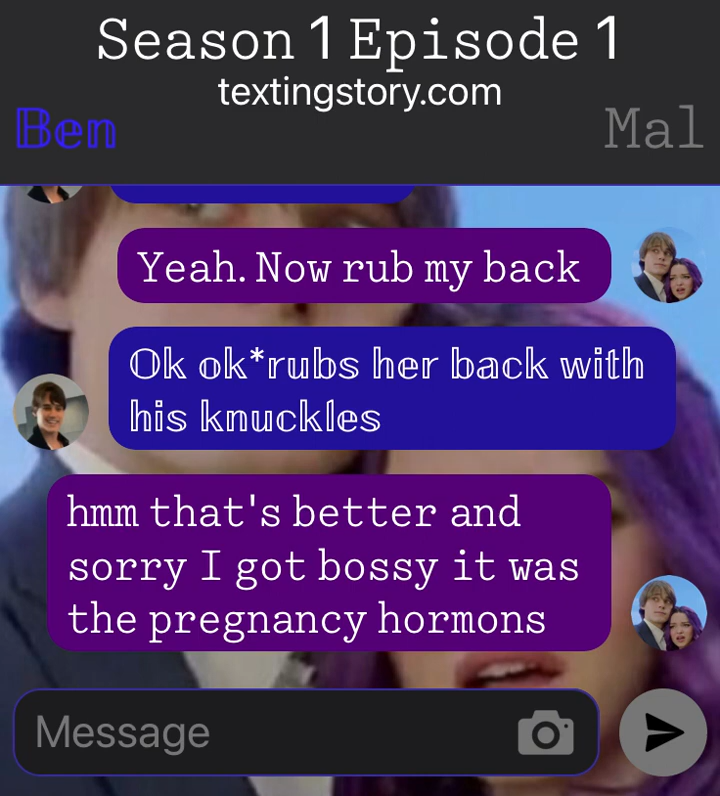 Season 1 Episode 1
textingstory.com
Ben
Mal
Yeah. Now rub my back
Ok ok*rubs her back with
his knuckles
hmm that's better and
sorry I got bossy it was
the pregnancy hormons
Message